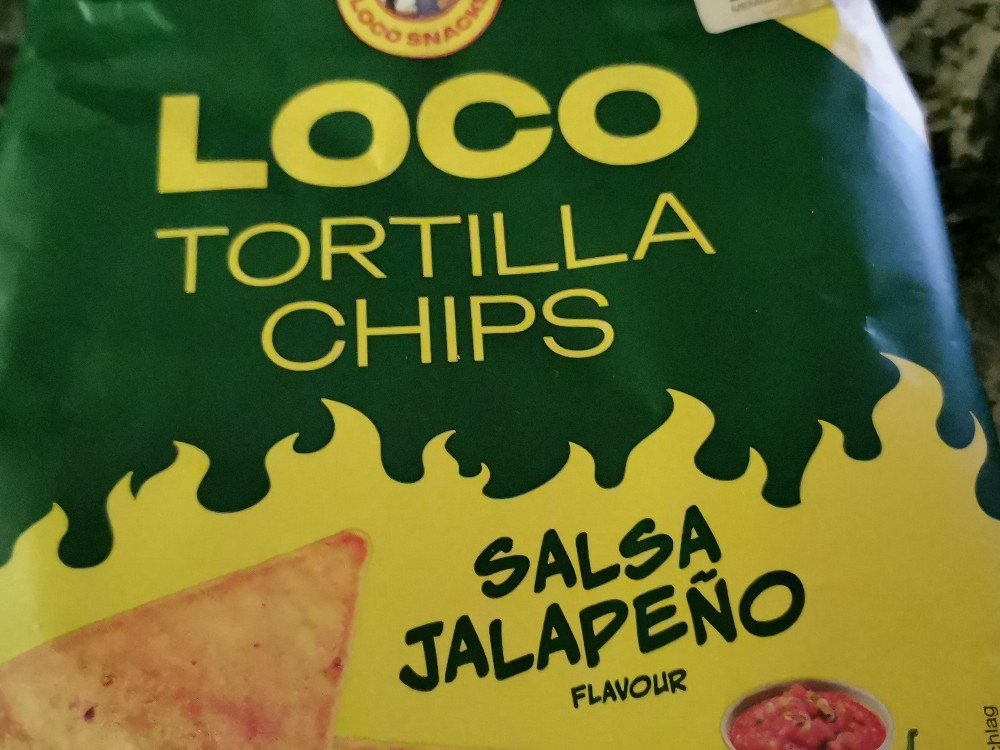 LOCO SNACKS
LOCO
TORTILLA
CHIPS
SALSA
JALAPEÑO
FLAVOUR